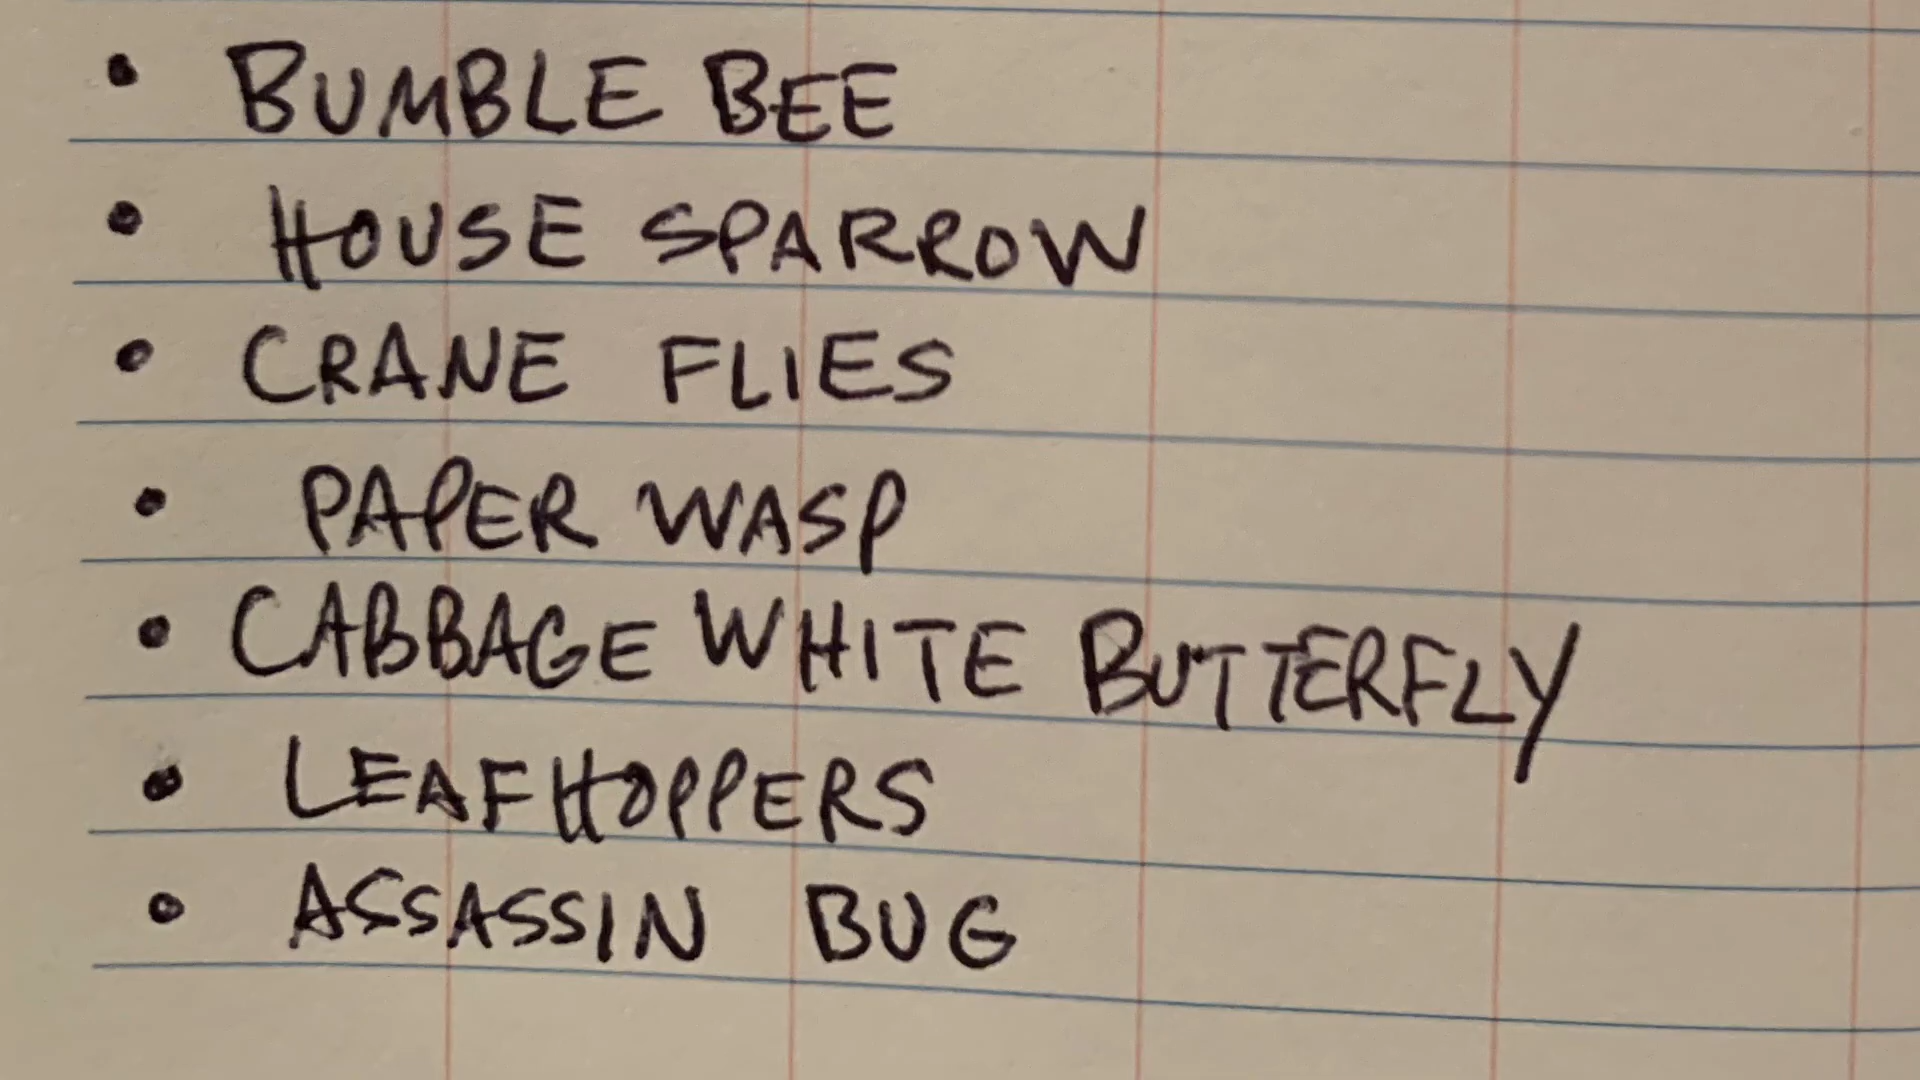 • BUMBLE BEE
• HOUSE SPARROW
• CRANE FLIES
• PAPER WASP
• CABBAGE WHITE BUTTERFLY
• LEAFHOPPERS
• ASSASSIN BUG